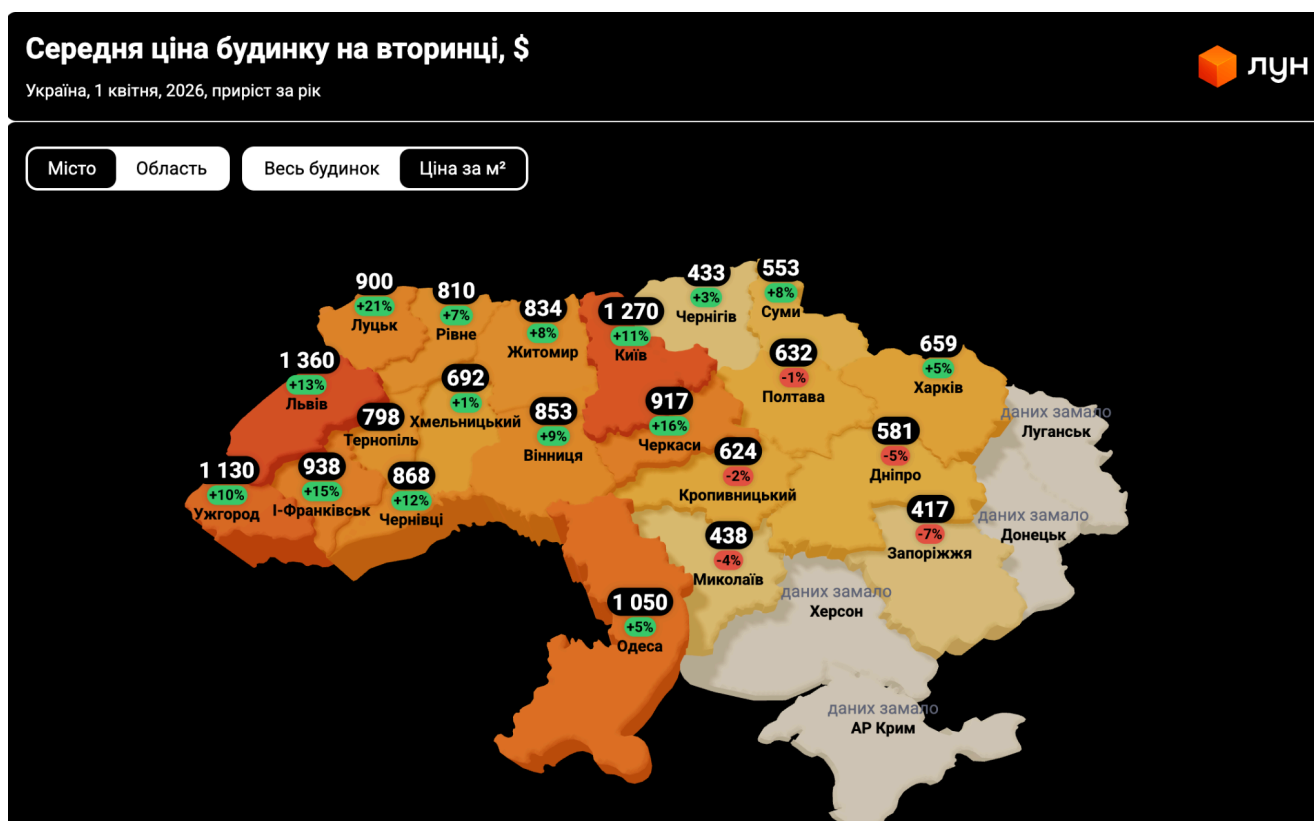 Середня ціна будинку на вторинці, $
Україна, 1 квітня, 2026, приріст за рік
лун
Місто
Область
Весь будинок
Ціна за м²
900
+21%
Луцьк
810
+7%
Рівне
834
+8%
Житомир
1 270
+11%
Київ
433
+3%
Чернігів
553
+8%
Суми
1 360
+13%
Львів
798
Тернопіль
692
+1%
Хмельницький
853
+9%
Вінниця
917
+16%
Черкаси
632
-1%
Полтава
659
+5%
Харків
даних замало
Луганськ
1 130
+10%
Ужгород
938
+15%
І-Франківськ
868
+12%
Чернівці
624
-2%
Кропивницький
581
-5%
Дніпро
417
-7%
Запоріжжя
даних замало
Донецьк
438
-4%
Миколаїв
даних замало
Херсон
1 050
+5%
Одеса
даних замало
АР Крим